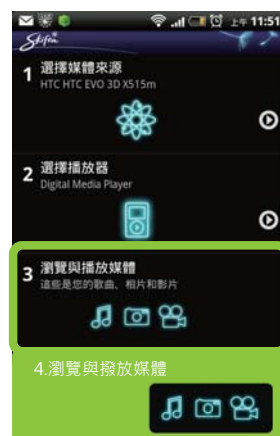 上午 11:51
Skifta
1 選擇媒體來源
HTC HTC EVO 3D X515m
2 選擇播放器
Digital Media Player
3 瀏覽與播放媒體
這些是您的歌曲、相片和影片
4.瀏覽與撥放媒體